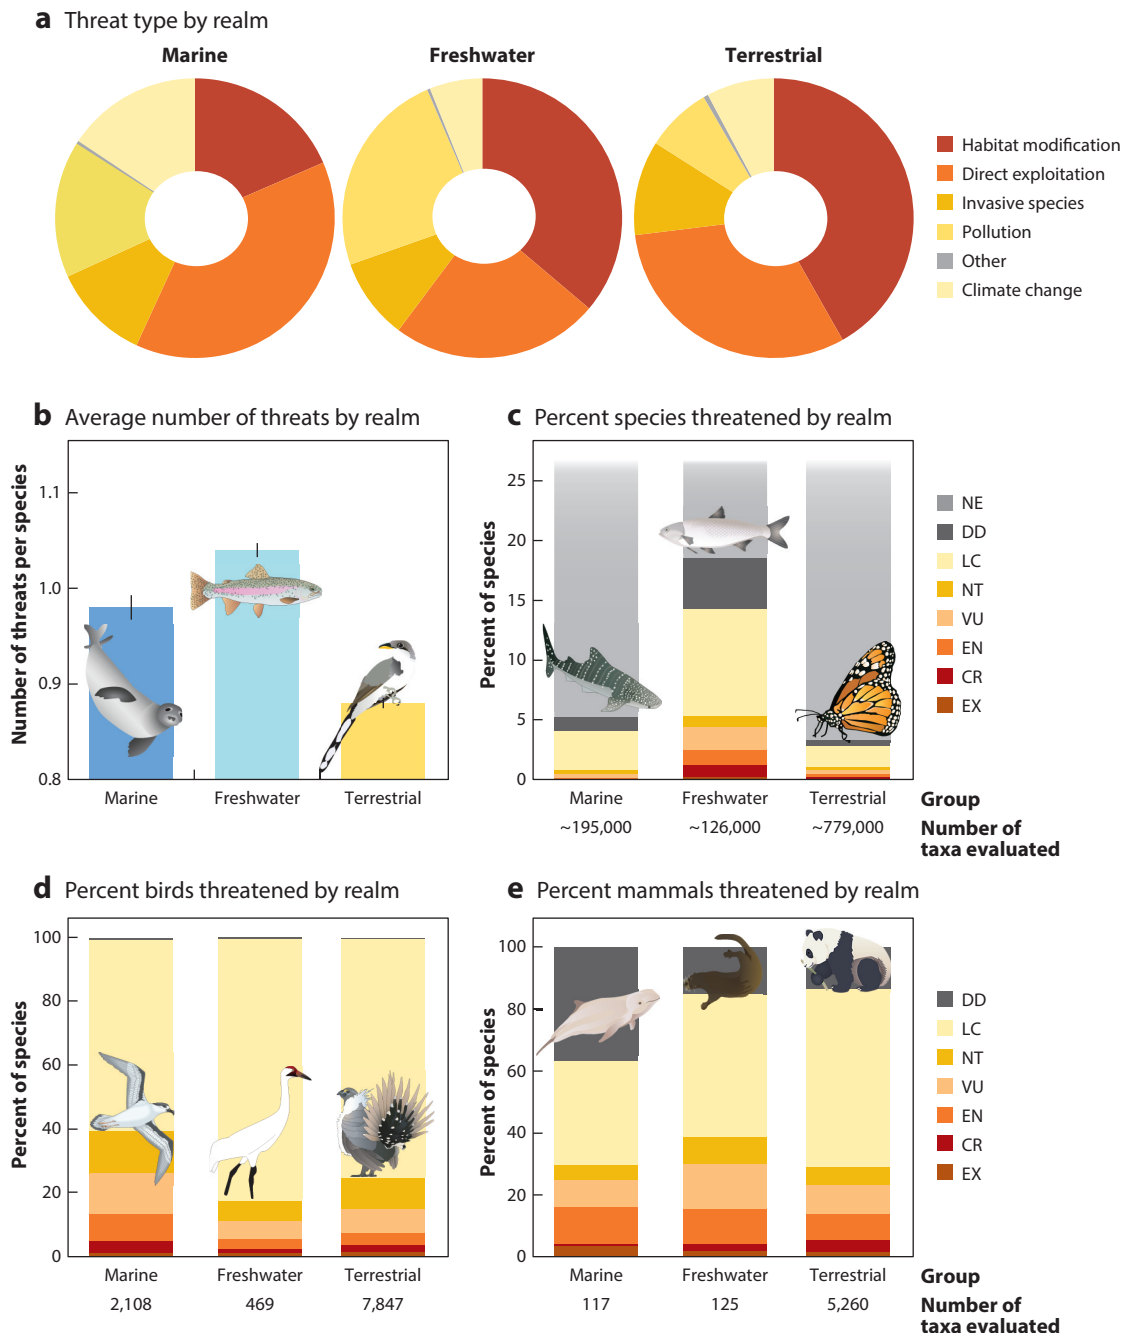 a Threat type by realm
Marine
Freshwater
Terrestrial
Habitat modification
Direct exploitation
Invasive species
Pollution
Other
Climate change
b Average number of threats by realm
Number of threats per species
1.1
1.0
0.9
0.8
Marine
Freshwater
Terrestrial
c Percent species threatened by realm
Percent of species
25
20
15
10
5
0
NE
DD
LC
NT
VU
EN
CR
EX
Marine
Freshwater
Terrestrial
Group
~195,000
~126,000
~779,000
Number of
taxa evaluated
d Percent birds threatened by realm
Percent of species
100
80
60
40
20
0
Marine
Freshwater
Terrestrial
2,108
469
7,847
e Percent mammals threatened by realm
Percent of species
100
80
60
40
20
0
DD
LC
NT
VU
EN
CR
EX
Marine
Freshwater
Terrestrial
Group
117
125
5,260
Number of
taxa evaluated